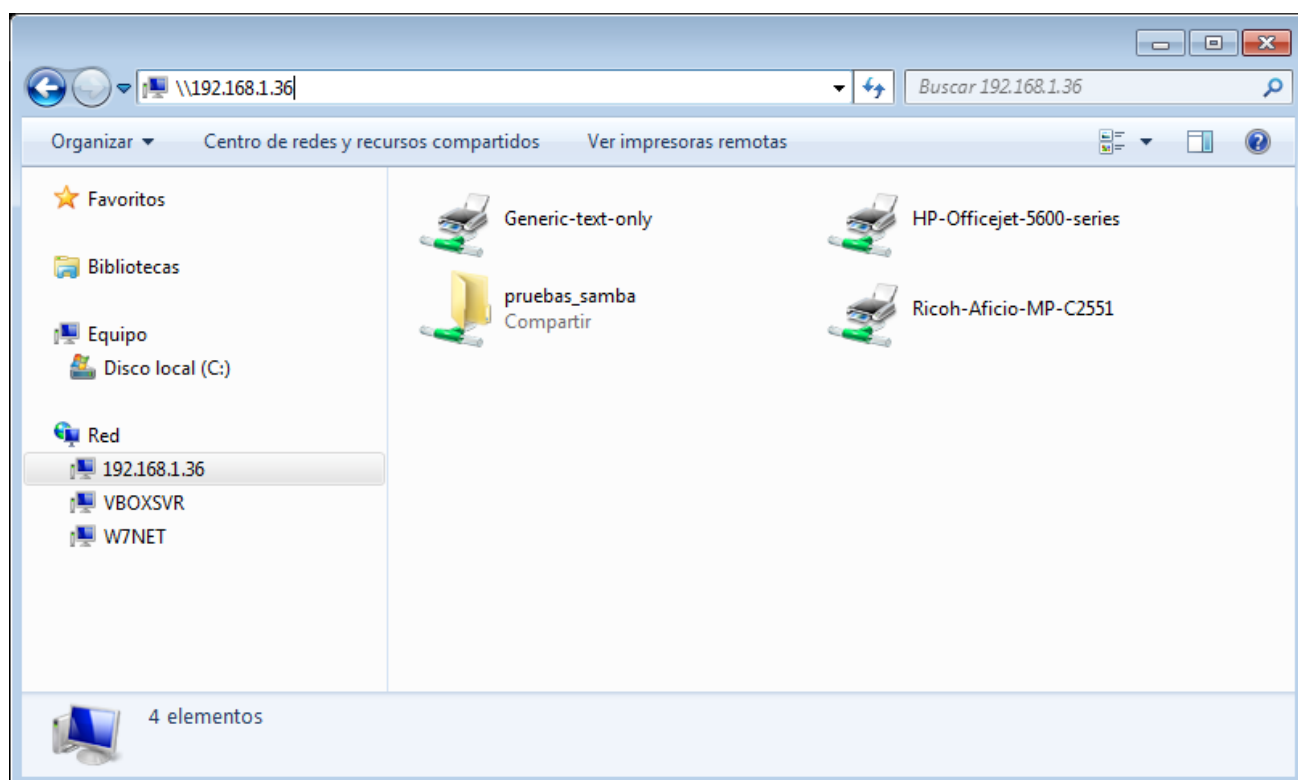 \\192.168.1.36
Buscar 192.168.1.36
Organizar
Centro de redes y recursos compartidos
Ver impresoras remotas
Favoritos
Bibliotecas
Equipo
Disco local (C:)
Red
192.168.1.36
VBOXSVR
W7NET
Generic-text-only
HP-Officejet-5600-series
pruebas_samba
Compartir
Ricoh-Aficio-MP-C2551
4 elementos